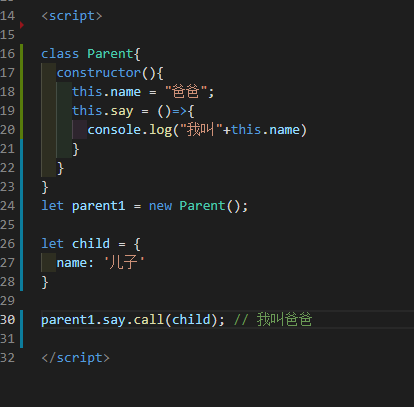 14 <script>
15
16 class Parent{
17 constructor(){
18 this.name = "爸爸";
19 this.say = ()=>{
20 console.log("我叫"+this.name)
21 }
22 }
23 }
24 let parent1 = new Parent();
25
26 let child = {
27 name: '儿子'
28 }
29
30 parent1.say.call(child); // 我叫爸爸
31
32 </script>